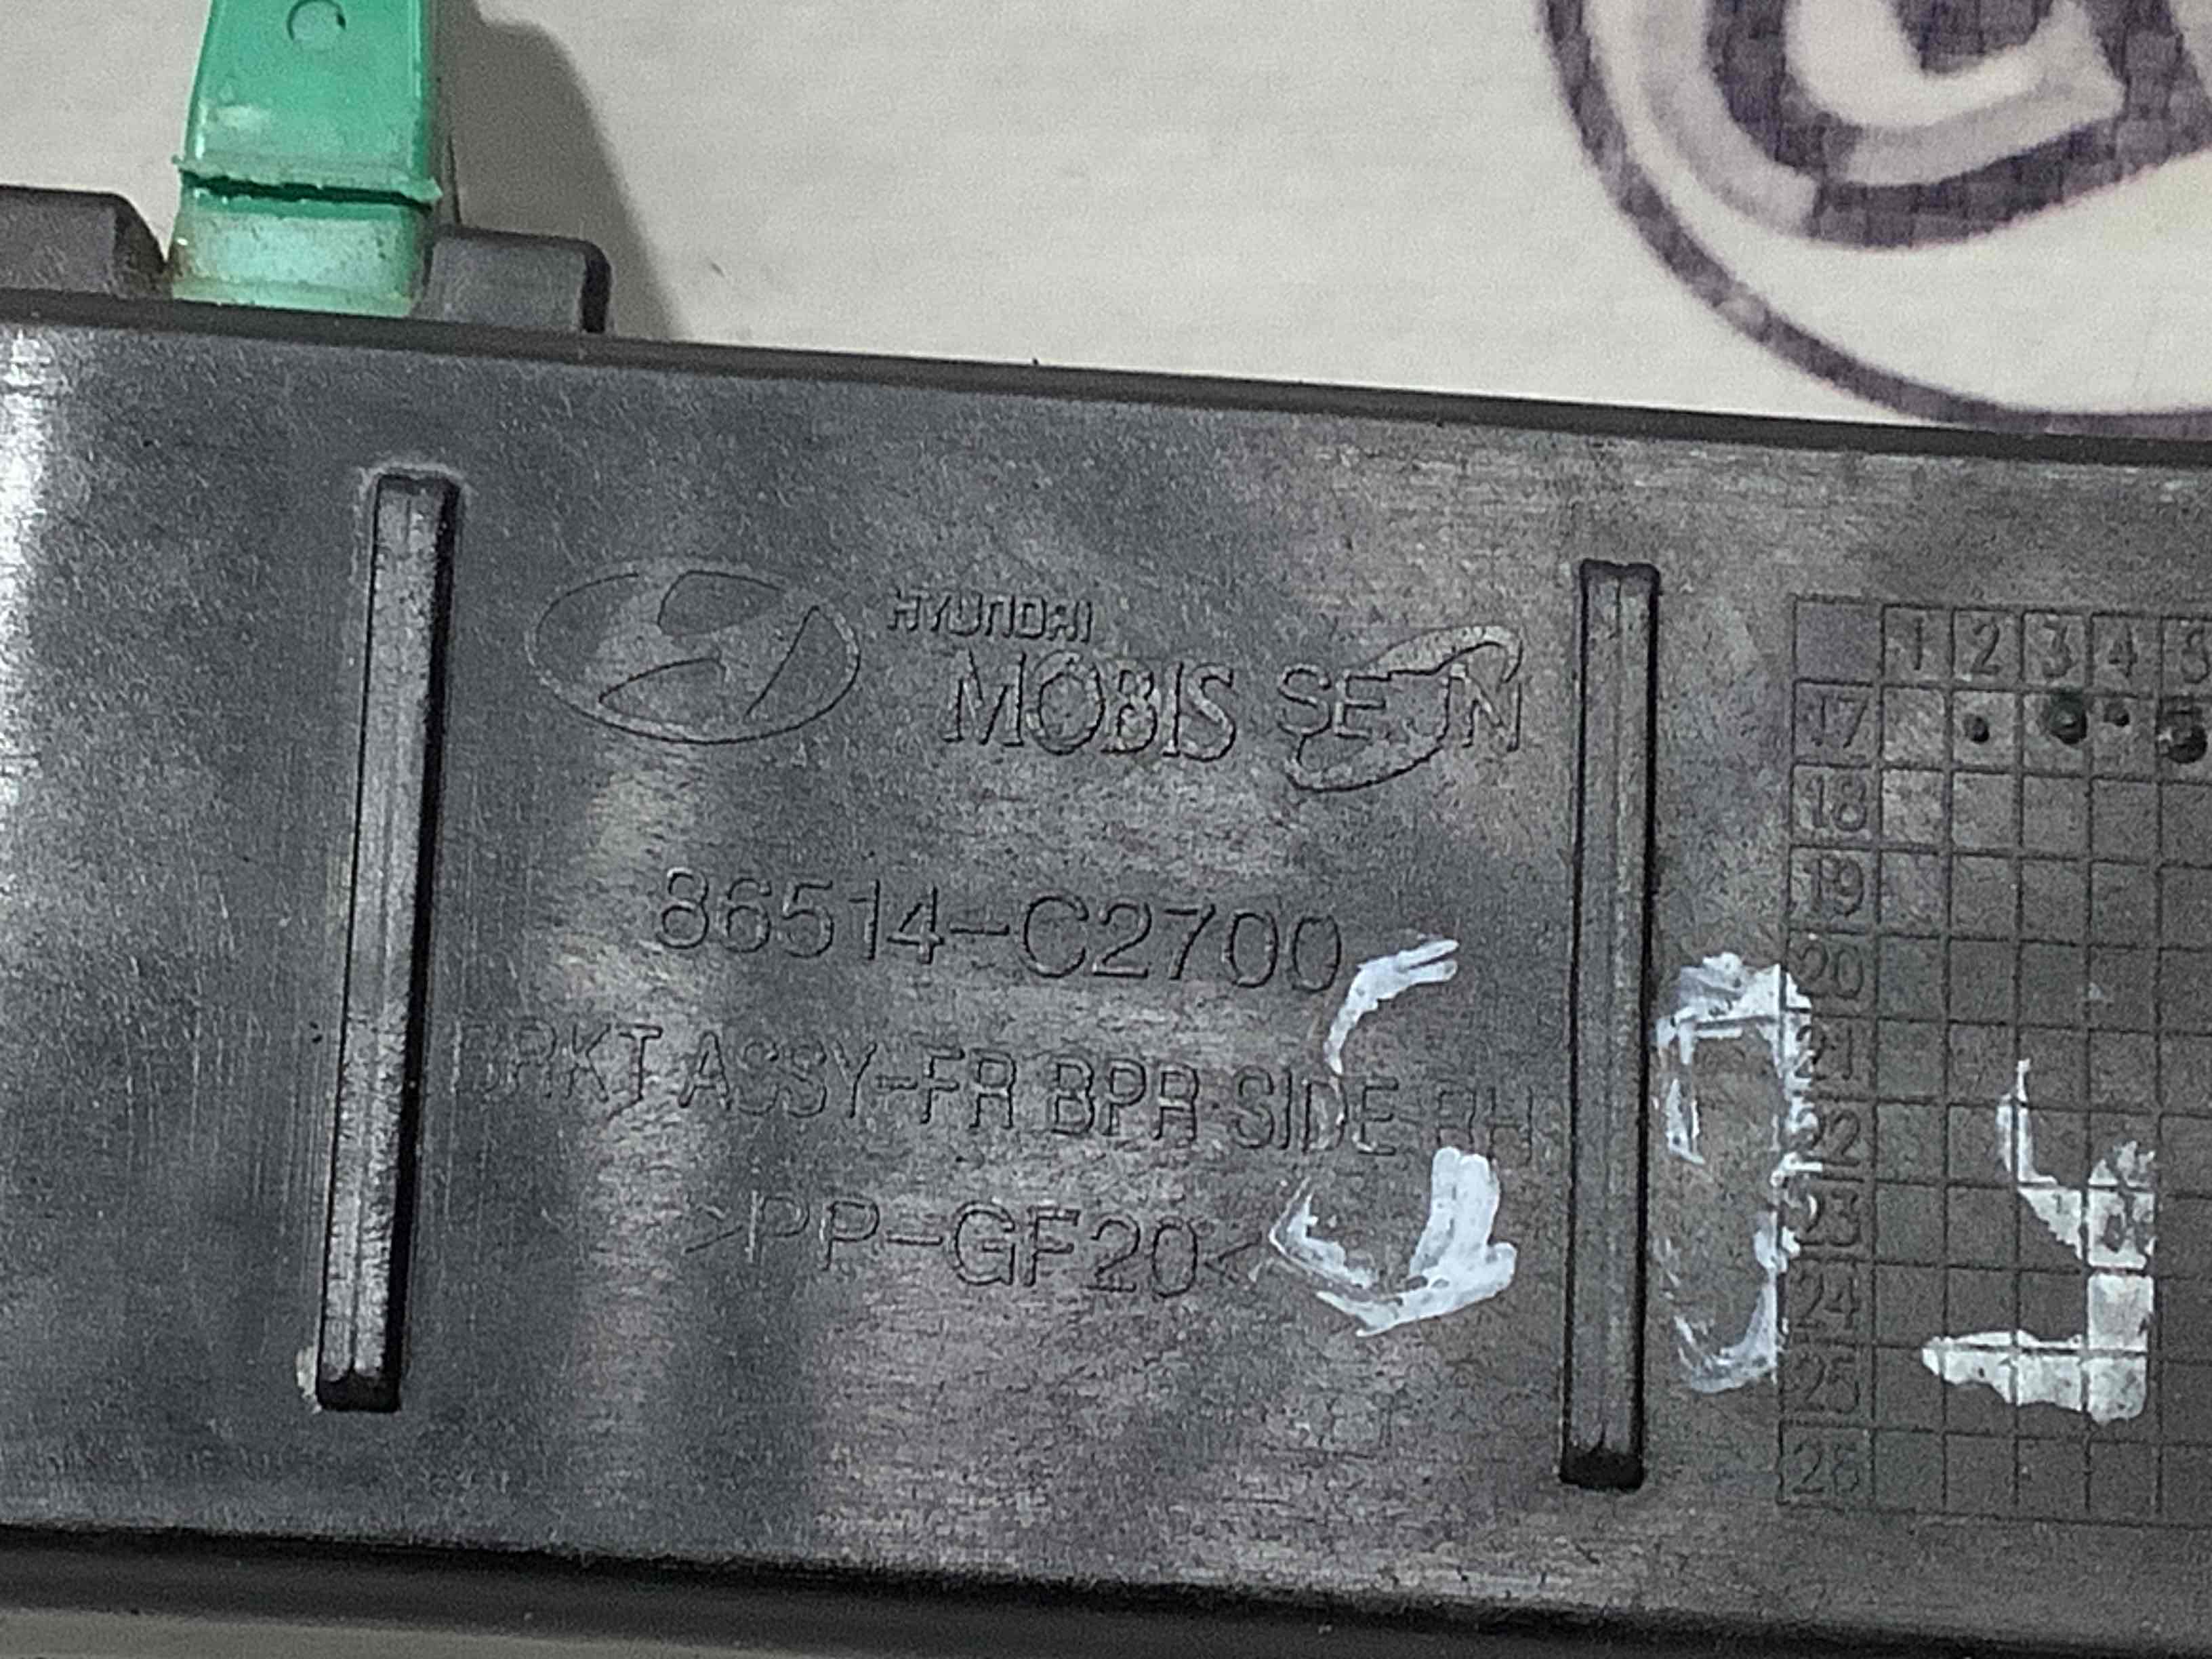 HYUNDAI
MOBIS SEJIN
86514-C2700
BRKT ASSY-FR BPR SIDE RH
>PP-GF20<
1 2 3 4 5
17
18
19
20
21
22
23
24
25
26